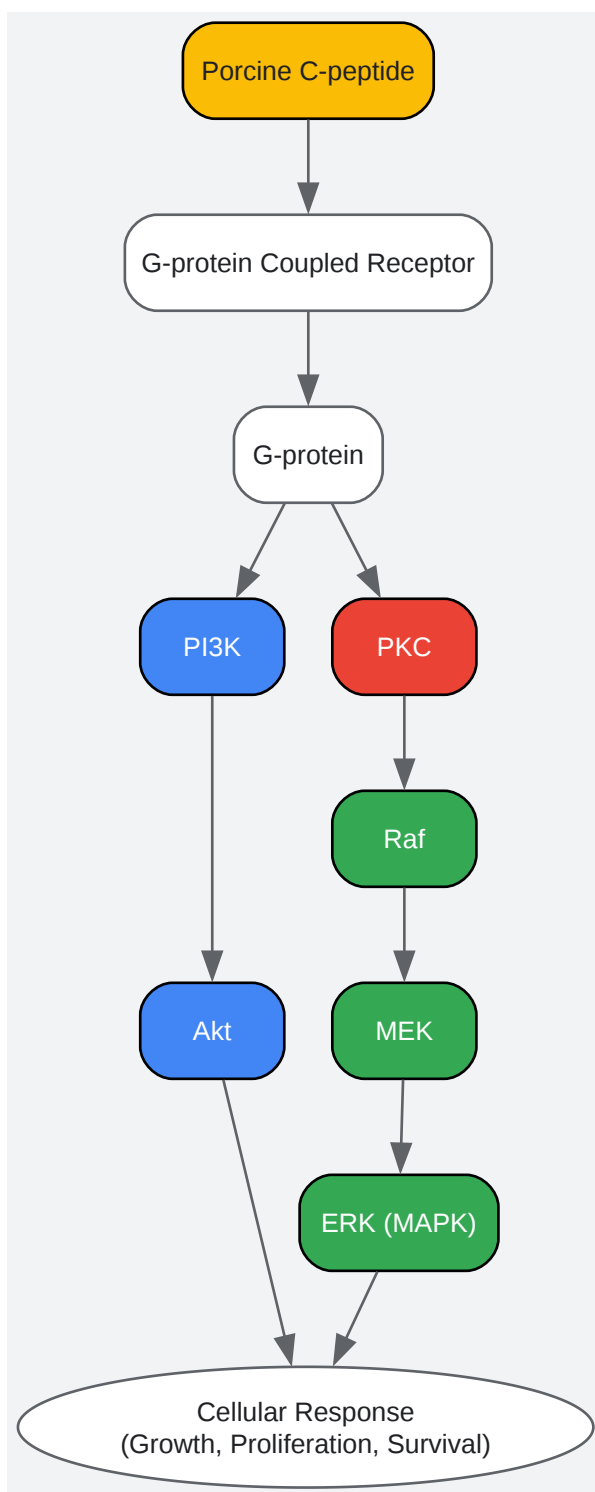 Porcine C-peptide
G-protein Coupled Receptor
G-protein
PI3K
PKC
Raf
Akt
MEK
ERK (MAPK)
Cellular Response
(Growth, Proliferation, Survival)